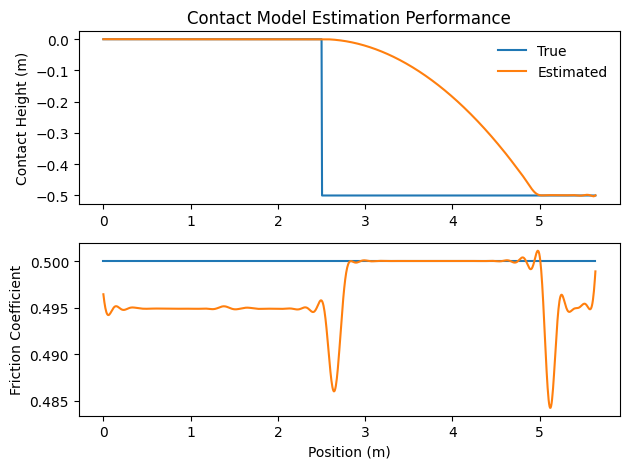 Contact Model Estimation Performance
Contact Height (m)
0.0
−0.1
−0.2
−0.3
−0.4
−0.5
True
Estimated
0 1 2 3 4 5
Friction Coefficient
0.500
0.495
0.490
0.485
0 1 2 3 4 5
Position (m)